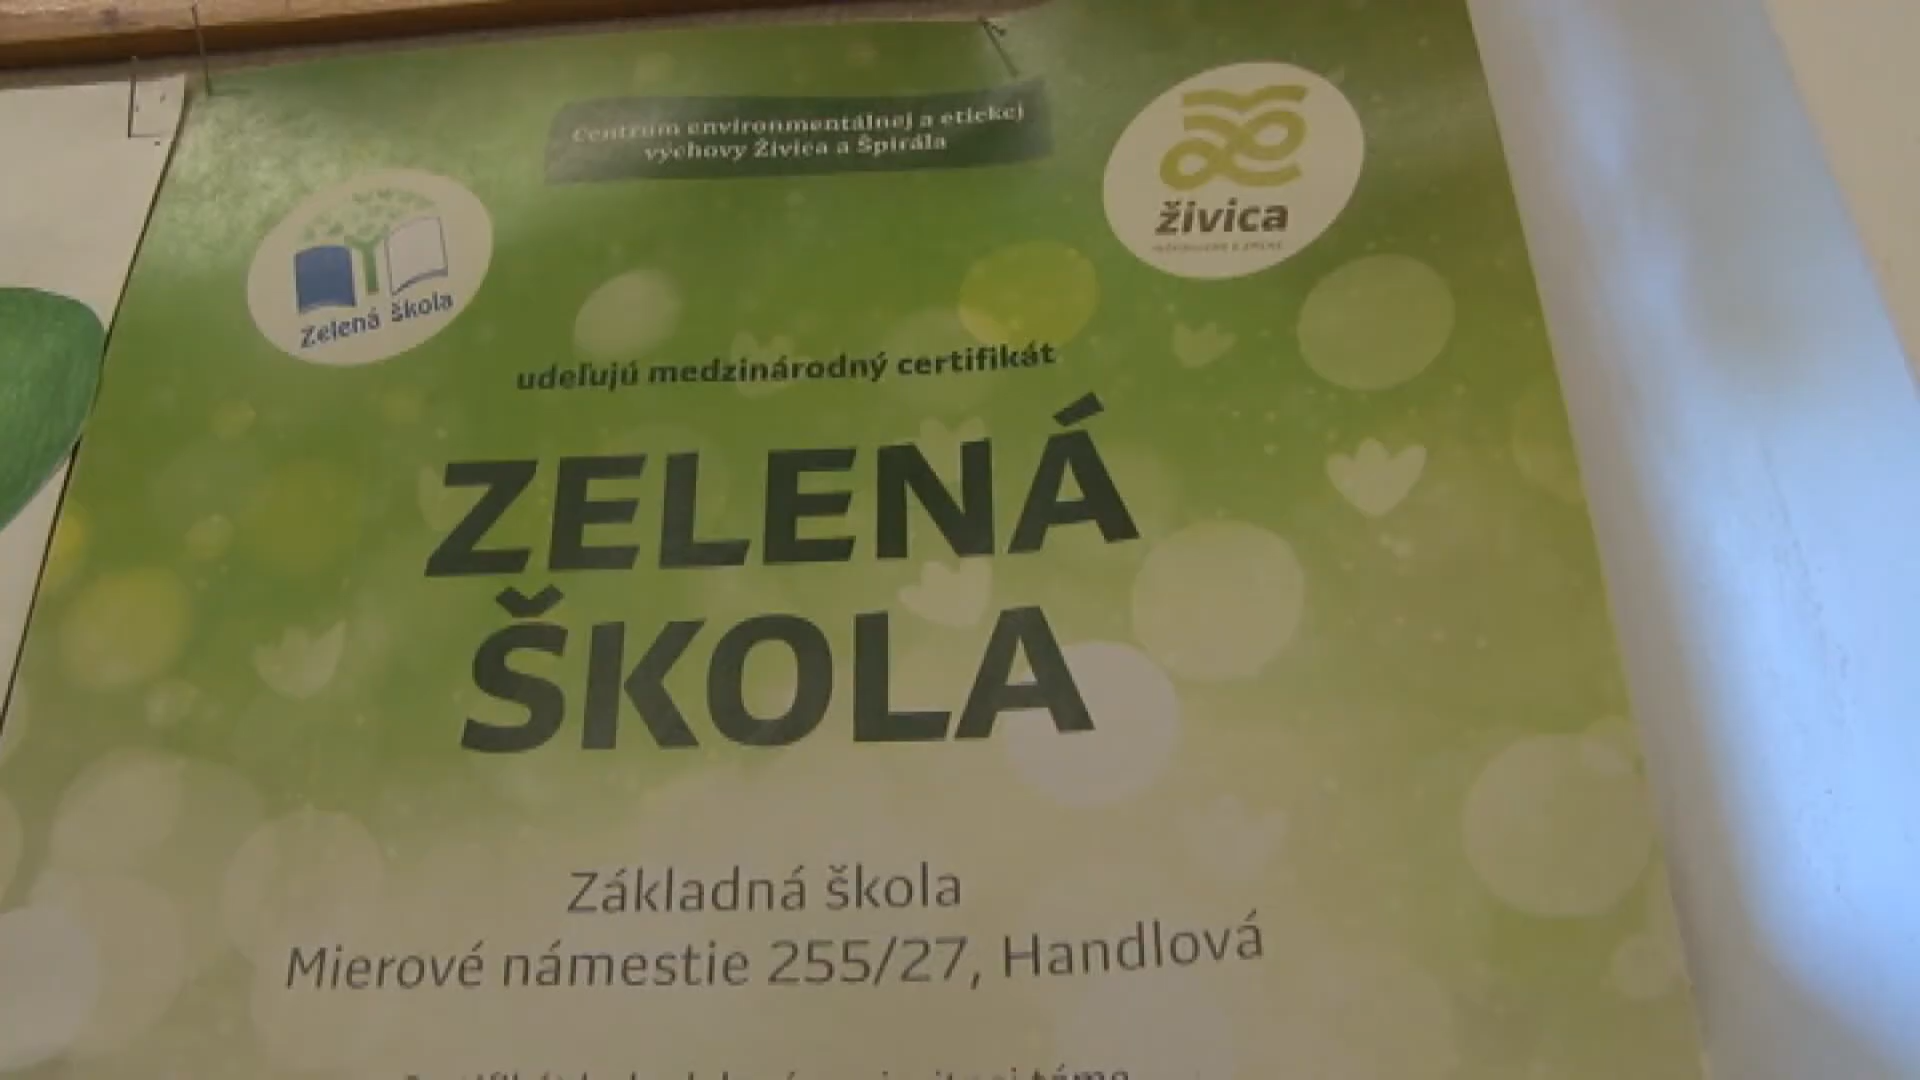 Centrum environmentálnej a etickej
výchovy Živica a Špirála
živica
Zelená škola
udeľujú medzinárodný certifikát
ZELENÁ
ŠKOLA
Základná škola
Mierové námestie 255/27, Handlová